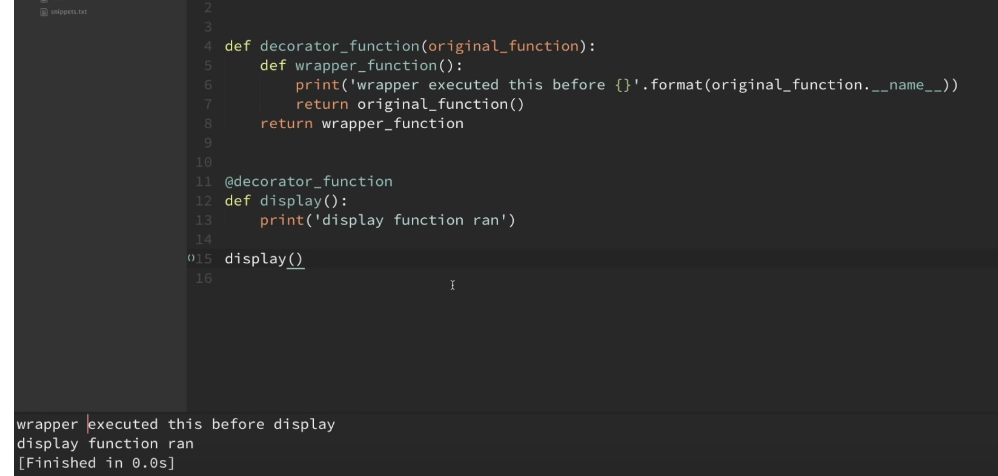 snippets.txt
2
3
4 def decorator_function(original_function):
5     def wrapper_function():
6         print('wrapper executed this before {}'.format(original_function.__name__))
7         return original_function()
8     return wrapper_function
9
10
11 @decorator_function
12 def display():
13     print('display function ran')
14
15 display()
16
wrapper executed this before display
display function ran
[Finished in 0.0s]